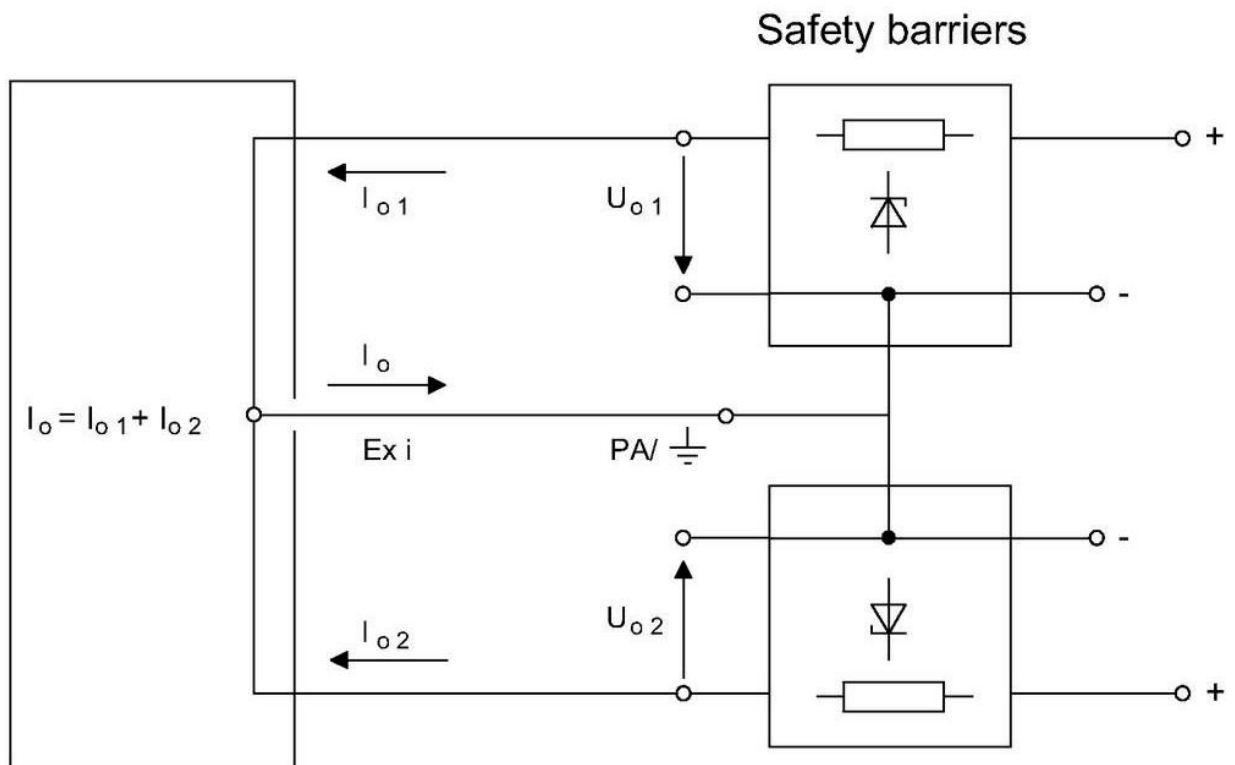 Safety barriers
+
I o 1
U o 1
-
I o
I o = I o 1 + I o 2
Ex i
PA/
-
I o 2
U o 2
+